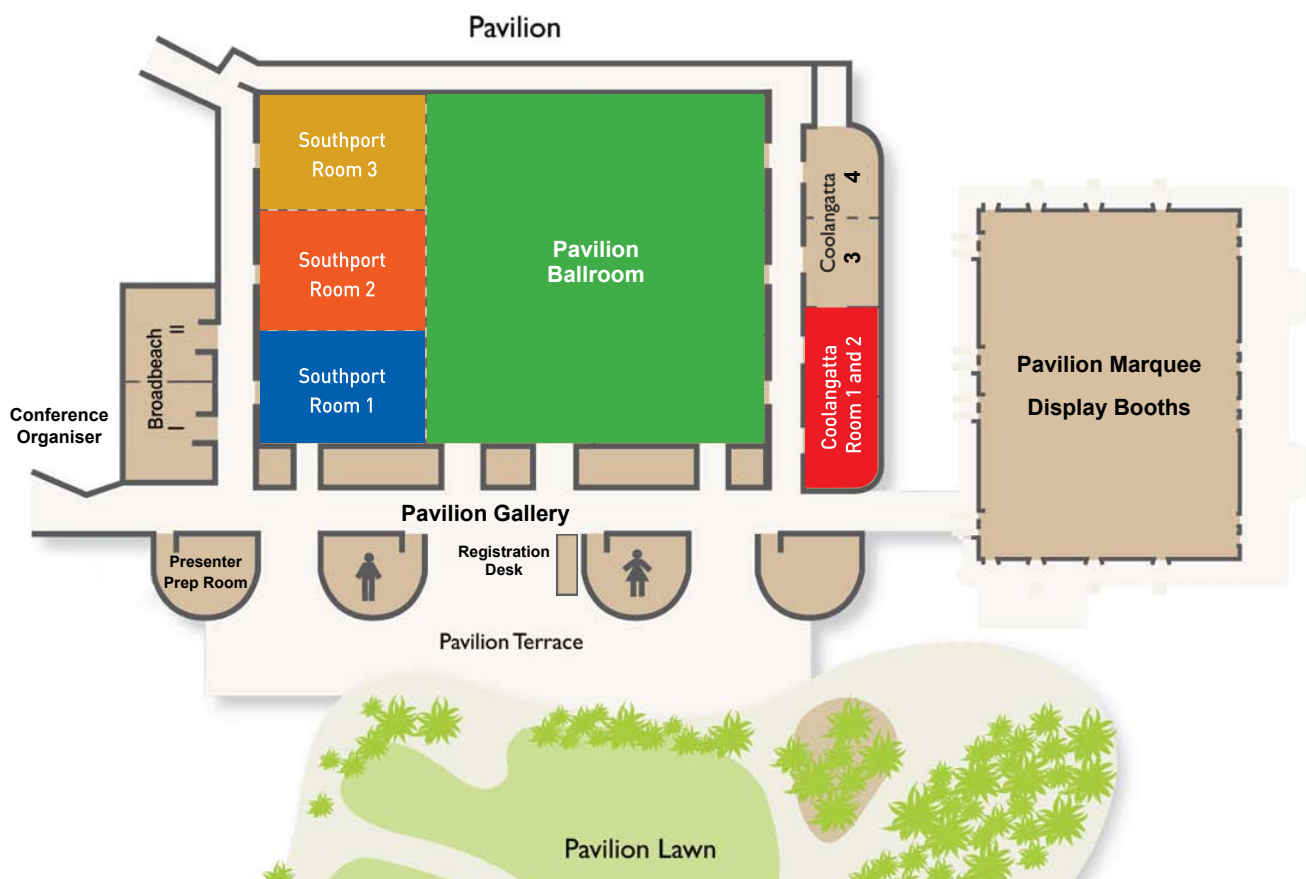 Pavilion
Southport
Room 3
Southport
Room 2
Southport
Room 1
Pavilion
Ballroom
Coolangatta
4
3
Coolangatta
Room 1 and 2
Pavilion Marquee
Display Booths
Broadbeach
II
I
Conference
Organiser
Pavilion Gallery
Presenter
Prep Room
Registration
Desk
Pavilion Terrace
Pavilion Lawn